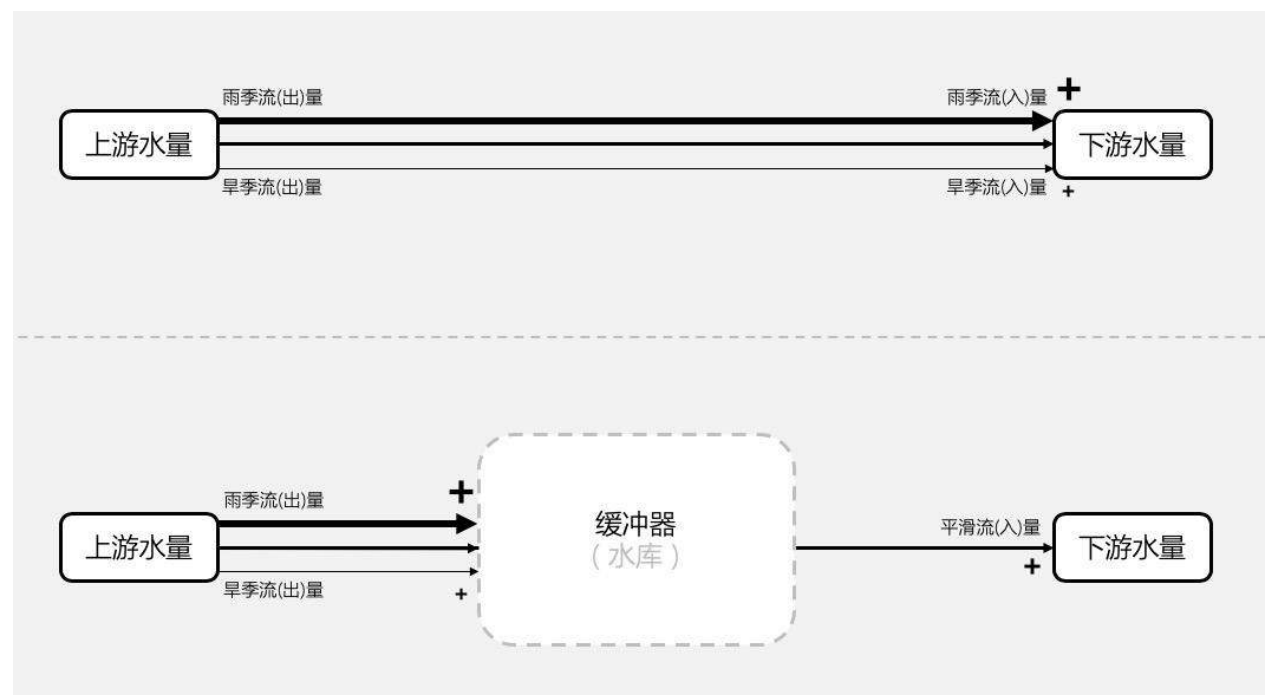 雨季流(出)量
雨季流(入)量
+
上游水量
下游水量
旱季流(出)量
旱季流(入)量
+
雨季流(出)量
+
上游水量
旱季流(出)量
+
缓冲器
（水库）
平滑流(入)量
+
下游水量